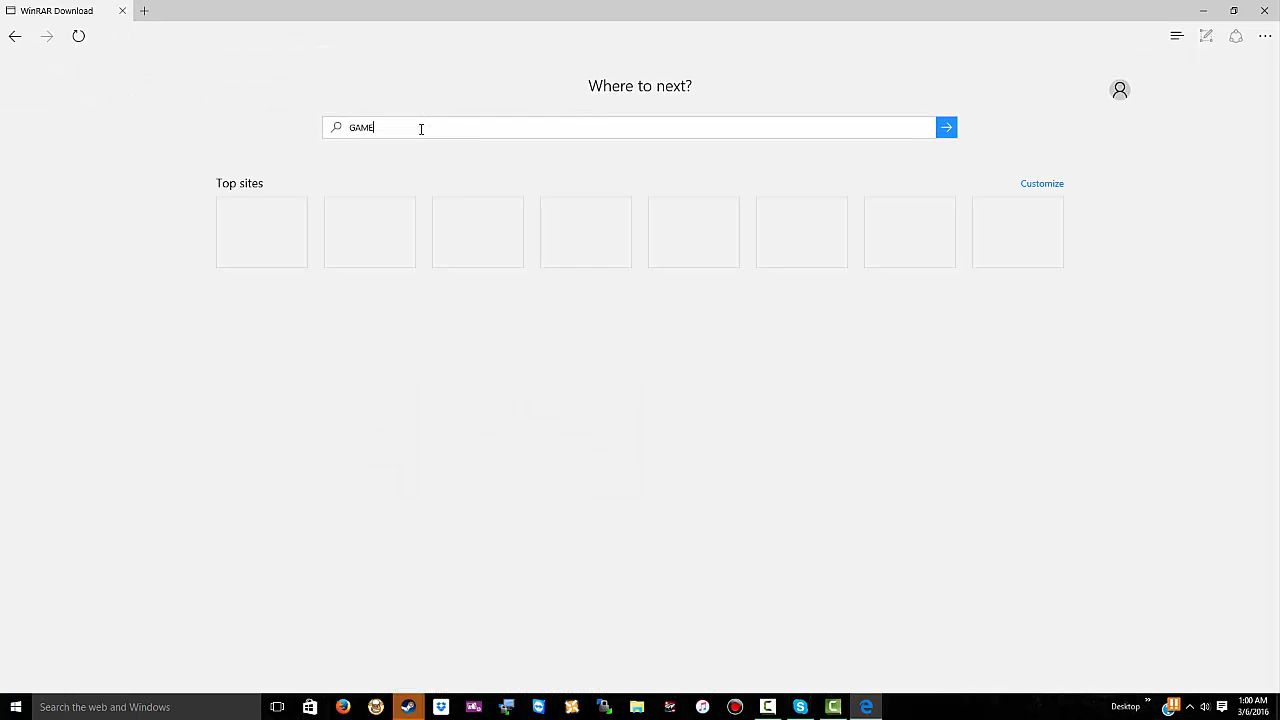 WinRAR Download
Where to next?
GAME
Top sites
Customize
Search the web and Windows
Desktop
1:00 AM
3/6/2016